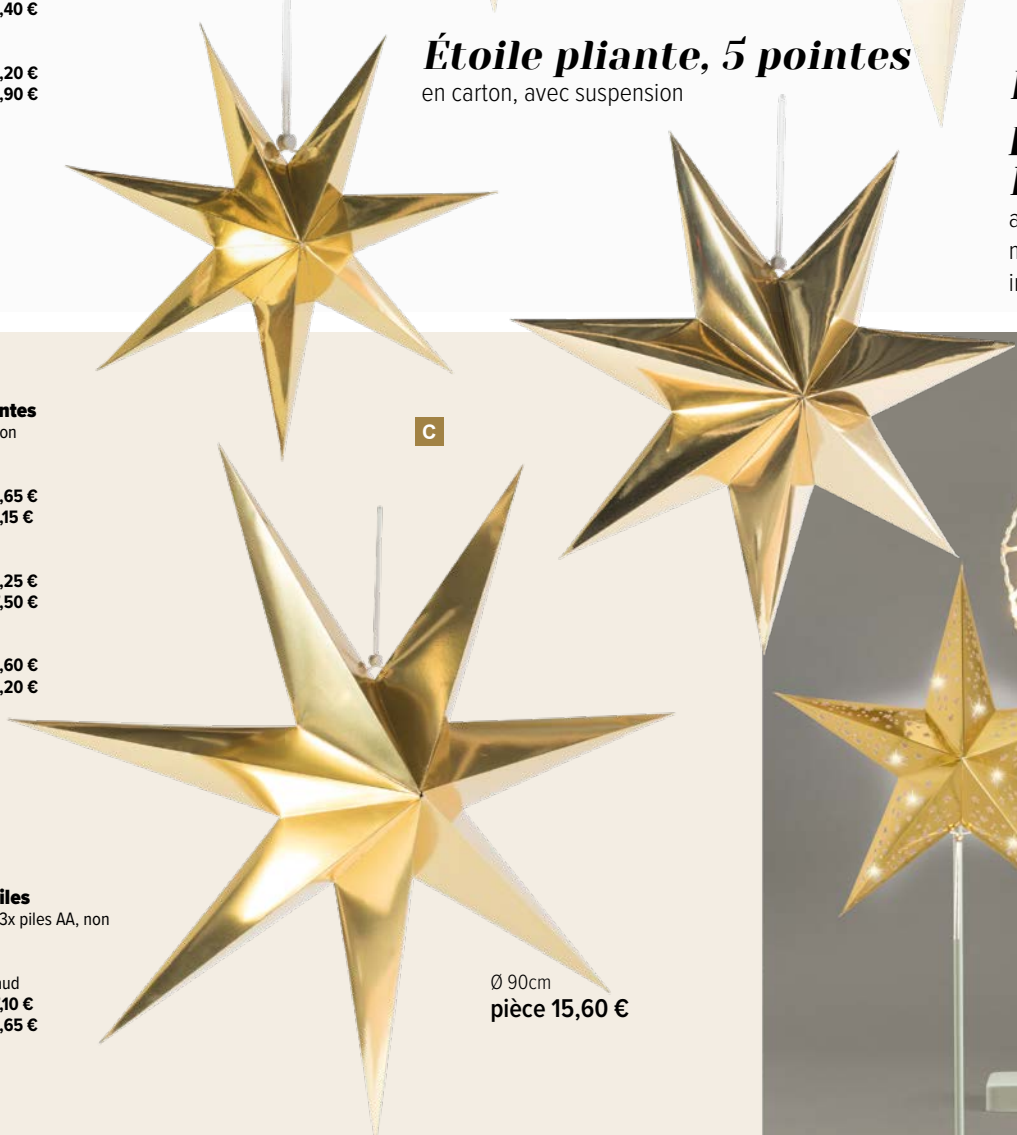 ,40 €
,20 €
,90 €
Étoile pliante, 5 pointes
en carton, avec suspension
ntes
on
,65 €
,15 €
,25 €
,50 €
,60 €
,20 €
C
iles
3x piles AA, non
ud
,10 €
,65 €
Ø 90cm
pièce 15,60 €